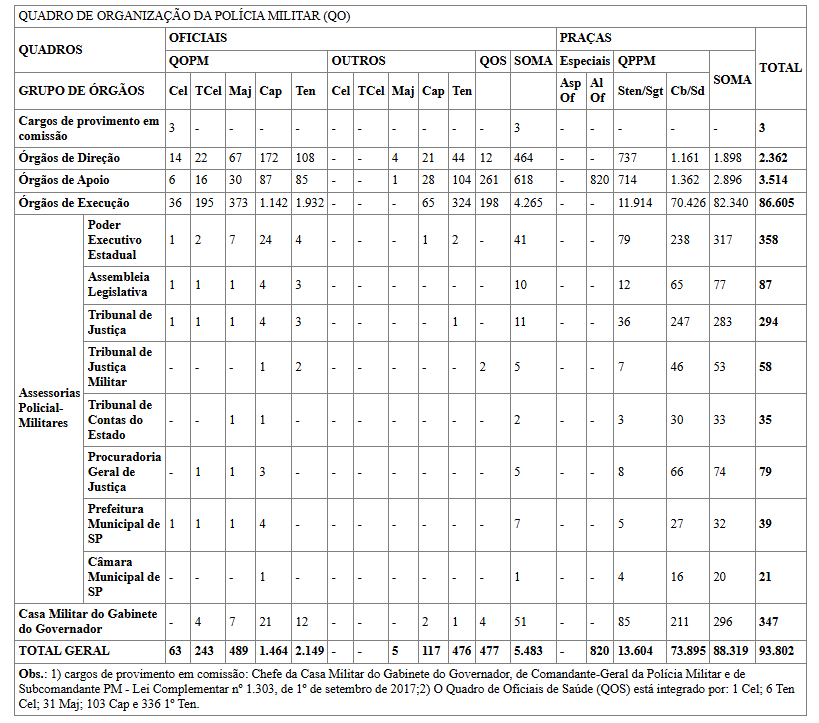 QUADRO DE ORGANIZAÇÃO DA POLÍCIA MILITAR (QO)
QUADROS OFICIAIS PRAÇAS TOTAL
QOPM OUTROS QOS SOMA Especiais QPPM SOMA
GRUPO DE ÓRGÃOS Cel TCel Maj Cap Ten Cel TCel Maj Cap Ten Asp Of Al Of Sten/Sgt Cb/Sd
Cargos de provimento em comissão 3 - - - - - - - - - - 3 - - - - - 3
Órgãos de Direção 14 22 67 172 108 - - 4 21 44 12 464 - - 737 1.161 1.898 2.362
Órgãos de Apoio 6 16 30 87 85 - - 1 28 104 261 618 - 820 714 1.362 2.896 3.514
Órgãos de Execução 36 195 373 1.142 1.932 - - - 65 324 198 4.265 - - 11.914 70.426 82.340 86.605
Assessorias Policial-Militares
Poder Executivo Estadual 1 2 7 24 4 - - - 1 2 - 41 - - 79 238 317 358
Assembleia Legislativa 1 1 1 4 3 - - - - - - 10 - - 12 65 77 87
Tribunal de Justiça 1 1 1 4 3 - - - - 1 - 11 - - 36 247 283 294
Tribunal de Justiça Militar - - - 1 2 - - - - - 2 5 - - 7 46 53 58
Tribunal de Contas do Estado - - 1 1 - - - - - - - 2 - - 3 30 33 35
Procuradoria Geral de Justiça - 1 1 3 - - - - - - - 5 - - 8 66 74 79
Prefeitura Municipal de SP 1 1 1 4 - - - - - - - 7 - - 5 27 32 39
Câmara Municipal de SP - - - 1 - - - - - - - 1 - - 4 16 20 21
Casa Militar do Gabinete do Governador - 4 7 21 12 - - - 2 1 4 51 - - 85 211 296 347
TOTAL GERAL 63 243 489 1.464 2.149 - - 5 117 476 477 5.483 - 820 13.604 73.895 88.319 93.802
Obs.: 1) cargos de provimento em comissão: Chefe da Casa Militar do Gabinete do Governador, de Comandante-Geral da Polícia Militar e de
Subcomandante PM - Lei Complementar nº 1.303, de 1º de setembro de 2017;2) O Quadro de Oficiais de Saúde (QOS) está integrado por: 1 Cel; 6 Ten
Cel; 31 Maj; 103 Cap e 336 1º Ten.